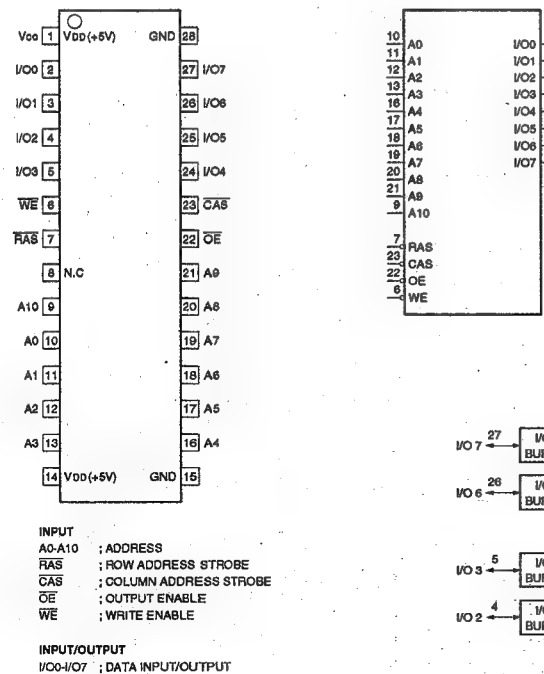 VDD 1 VDD(+5V) GND 28
I/O0 2 27 I/O7
I/O1 3 26 I/O6
I/O2 4 25 I/O5
I/O3 5 24 I/O4
WE 6 23 CAS
RAS 7 22 OE
8 N.C 21 A9
A10 9 20 A8
A0 10 19 A7
A1 11 18 A6
A2 12 17 A5
A3 13 16 A4
14 VDD(+5V) GND 15
INPUT
A0-A10 ; ADDRESS
RAS ; ROW ADDRESS STROBE
CAS ; COLUMN ADDRESS STROBE
OE ; OUTPUT ENABLE
WE ; WRITE ENABLE
INPUT/OUTPUT
I/O0-I/O7 ; DATA INPUT/OUTPUT
10 A0 I/O0
11 A1 I/O1
12 A2 I/O2
13 A3 I/O3
16 A4 I/O4
17 A5 I/O5
18 A6 I/O6
19 A7 I/O7
20 A8
21 A9
9 A10
7 RAS
23 CAS
22 OE
6 WE
I/O 7 27
I/O 6 26
I/O 3 5
I/O 2 4